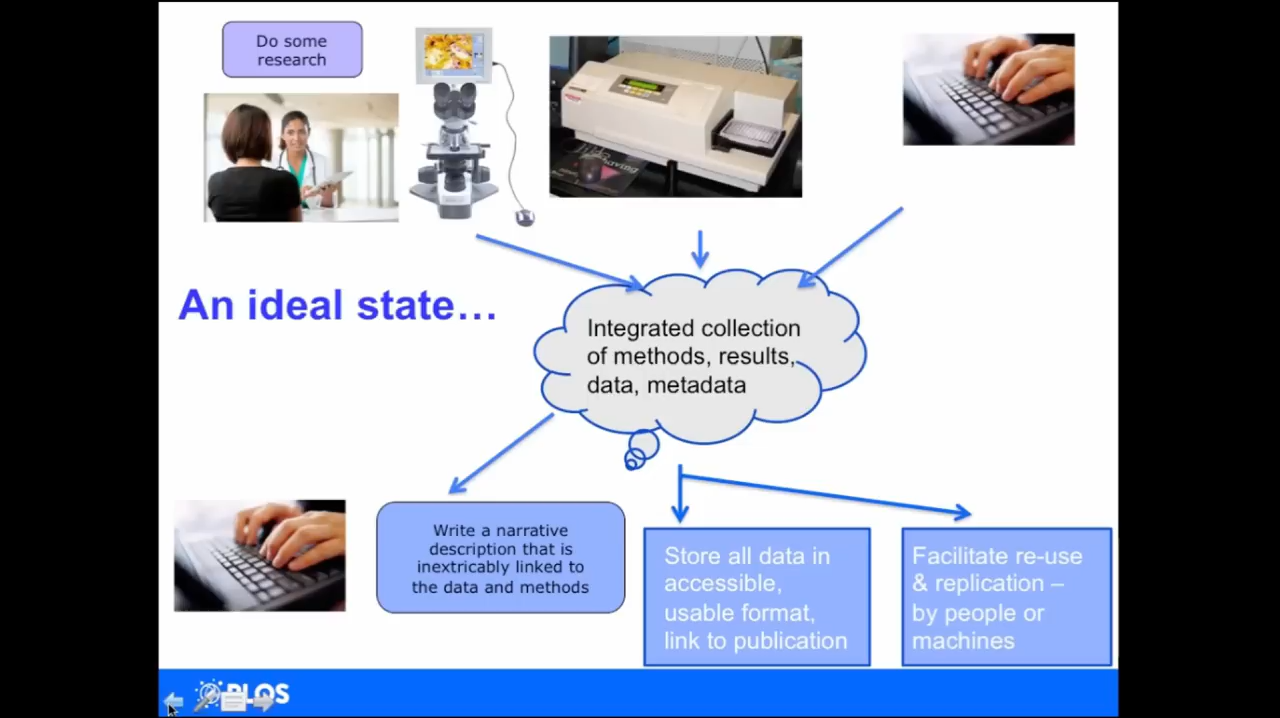 Do some
research
An ideal state...
Integrated collection
of methods, results,
data, metadata
Write a narrative
description that is
inextricably linked to
the data and methods
Store all data in
accessible,
usable format,
link to publication
Facilitate re-use
& replication –
by people or
machines
PLOS